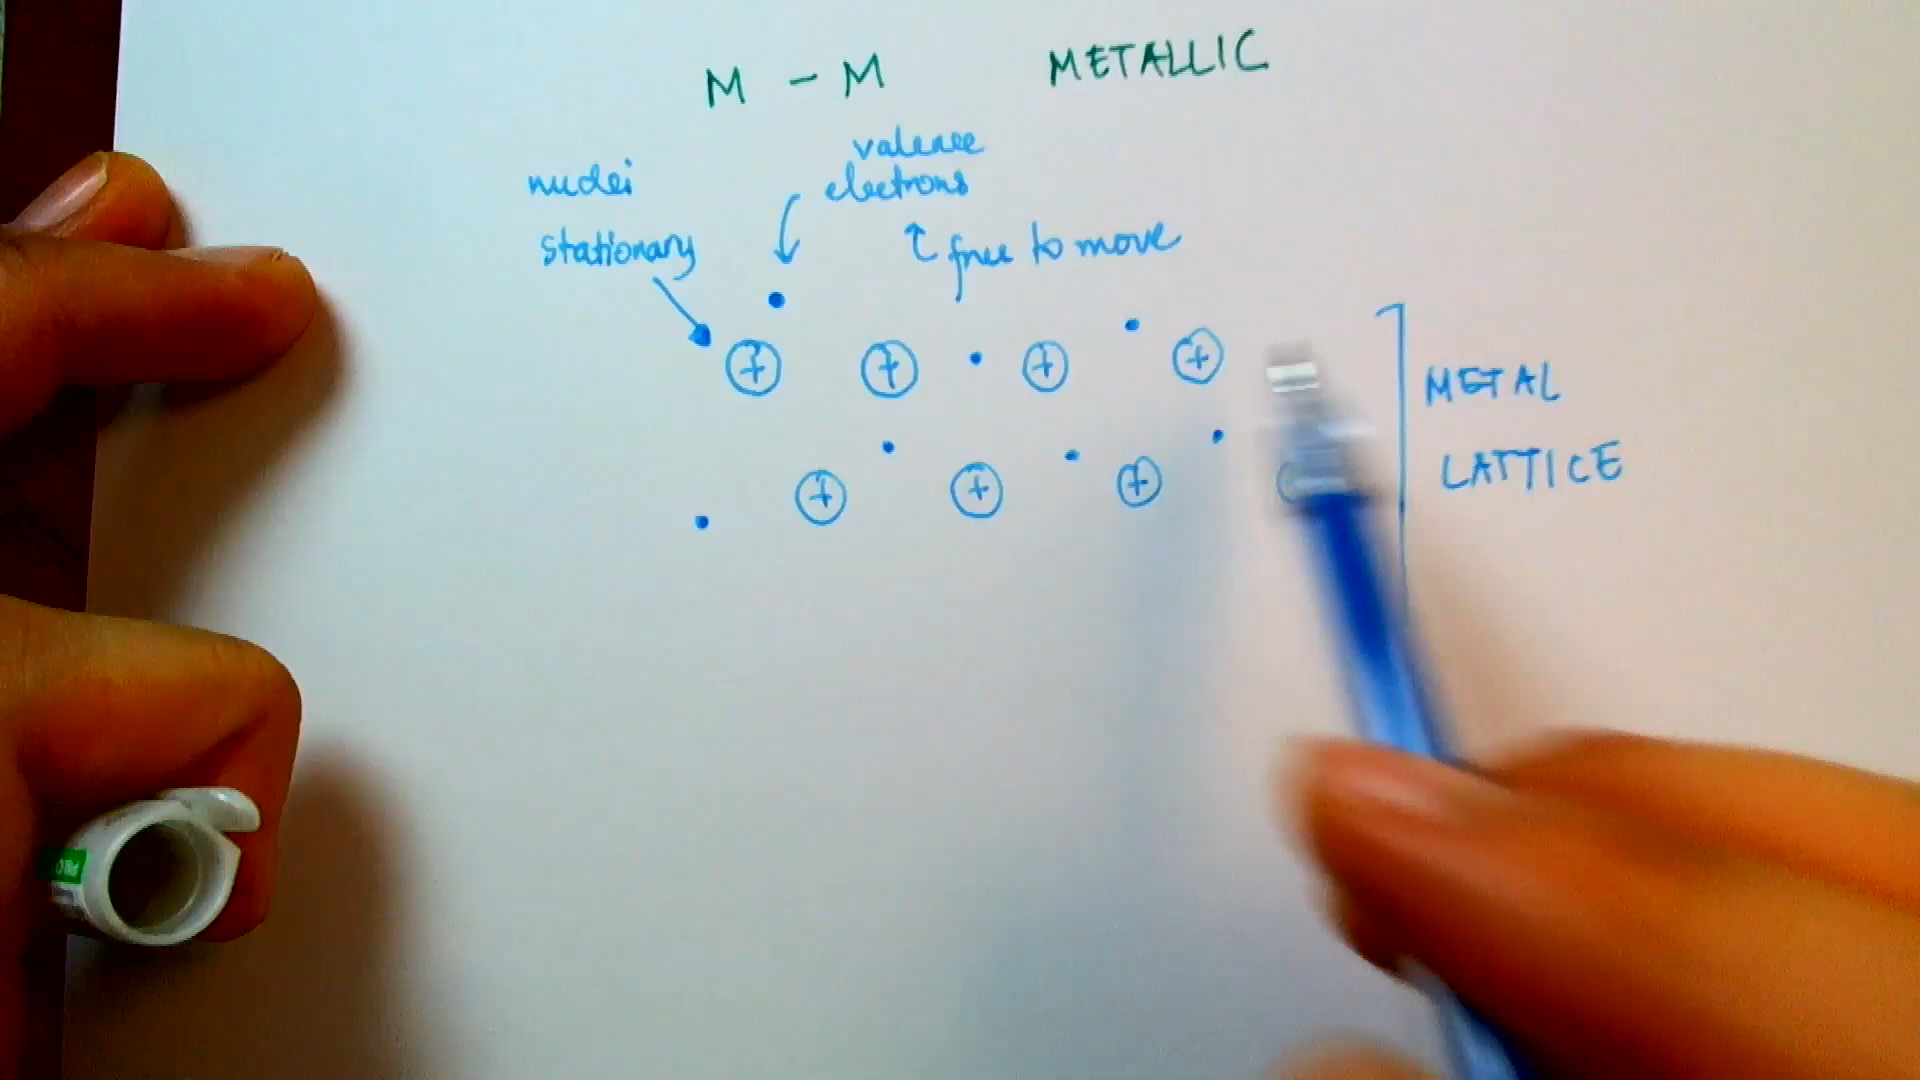 M – M METALLIC
valence
electrons
nuclei
stationary
free to move
+ + + +
+ + +
METAL
LATTICE